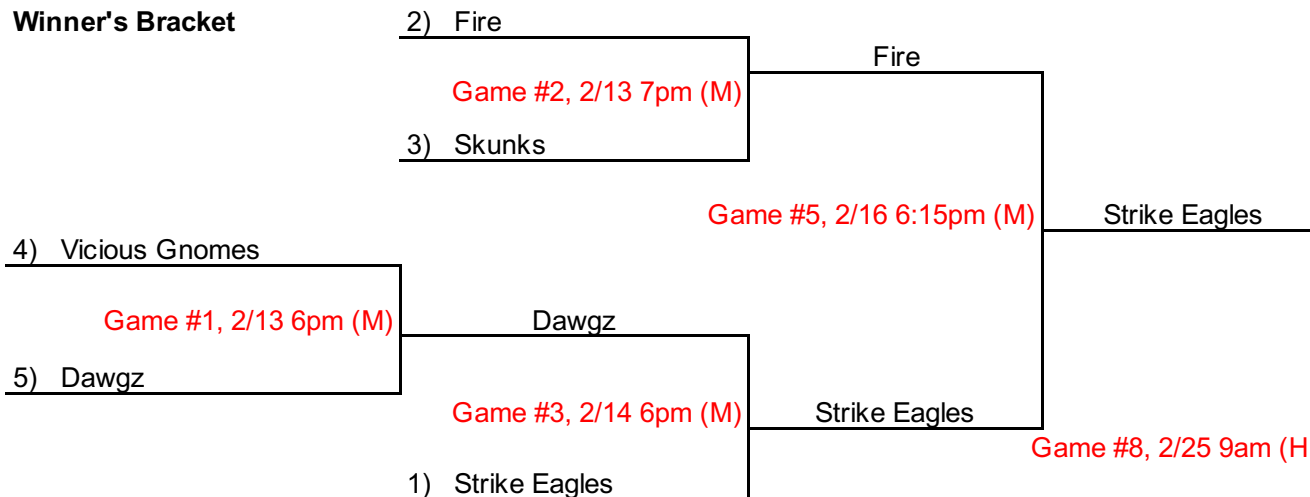 Winner's Bracket
2) Fire
Fire
Game #2, 2/13 7pm (M)
3) Skunks
Game #5, 2/16 6:15pm (M)
Strike Eagles
4) Vicious Gnomes
Game #1, 2/13 6pm (M)
Dawgz
5) Dawgz
Game #3, 2/14 6pm (M)
Strike Eagles
Game #8, 2/25 9am (H
1) Strike Eagles